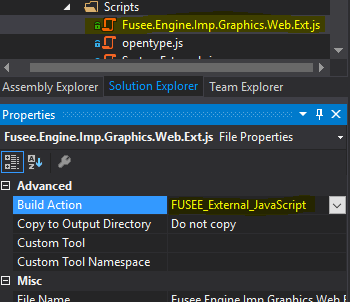 Scripts
Fusee.Engine.Imp.Graphics.Web.Ext.js
opentype.js
Assembly Explorer Solution Explorer Team Explorer
Properties
Fusee.Engine.Imp.Graphics.Web.Ext.js File Properties
Advanced
Build Action FUSEE_External_JavaScript
Copy to Output Directory Do not copy
Custom Tool
Custom Tool Namespace
Misc
File Name Fusee.Engine.Imp.Graphics.Web.E